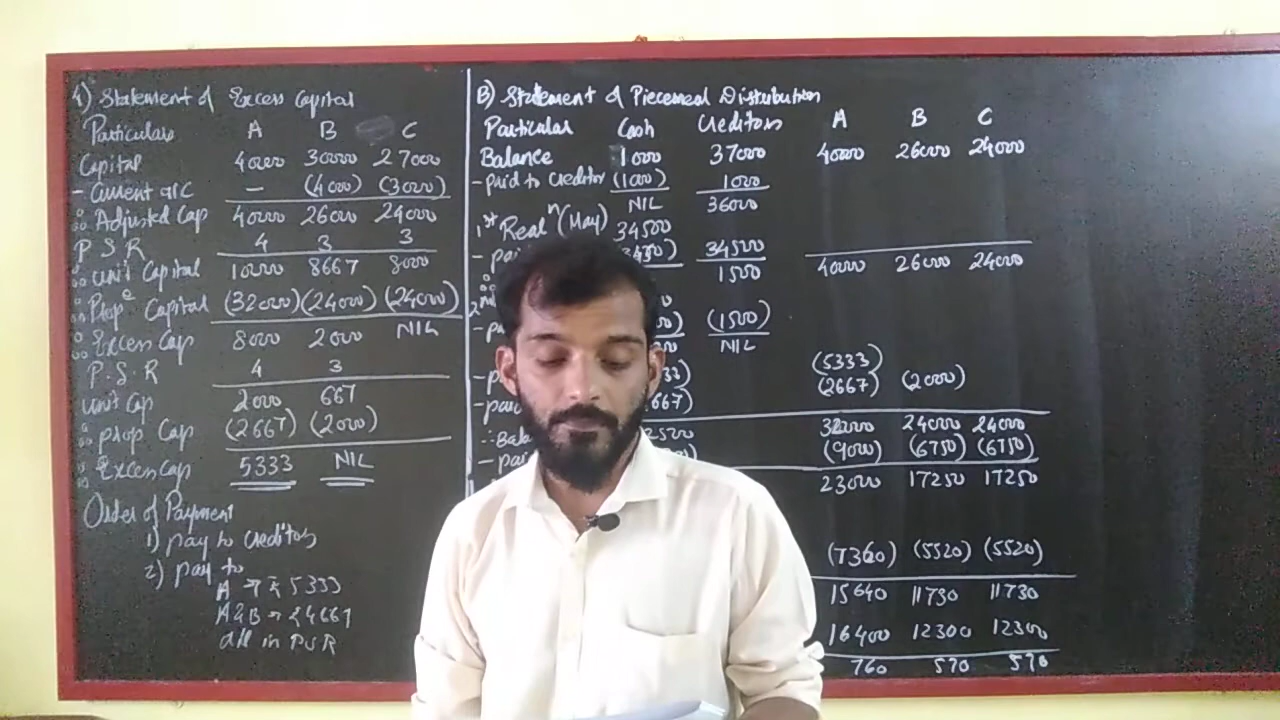 A) Statement of Excess Capital
Particulars A B C
Capital 40000 30000 27000
- Current a/c — (4000) (3000)
∴ Adjusted Cap 40000 26000 24000
P S R 4 3 3
∴ Unit Capital 10000 8667 8000
∴ Prop Capital (32000) (24000) (24000)
∴ Excess Cap 8000 2000 NIL
P.S.R 4 3
Unit Cap 2000 667
∴ Prop Cap (2667) (2000)
∴ Excess Cap 5333 NIL
Order of Payment
1) pay to creditors
2) pay to
A → ₹ 5333
A & B → ₹ 4667
all in PSR
B) Statement of Piecemeal Distribution
Particular Cash Creditors A B C
Balance 1000 37000 40000 26000 24000
- paid to creditor (1000) 1000
NIL 36000
1st Realn (May) 34500
34500
1500 40000 26000 24000
(1500)
NIL
(5333)
(2667) (2000)
32000 24000 24000
(9000) (6750) (6750)
23000 17250 17250
(7360) (5520) (5520)
15640 11730 11730
16400 12300 12300
760 570 570